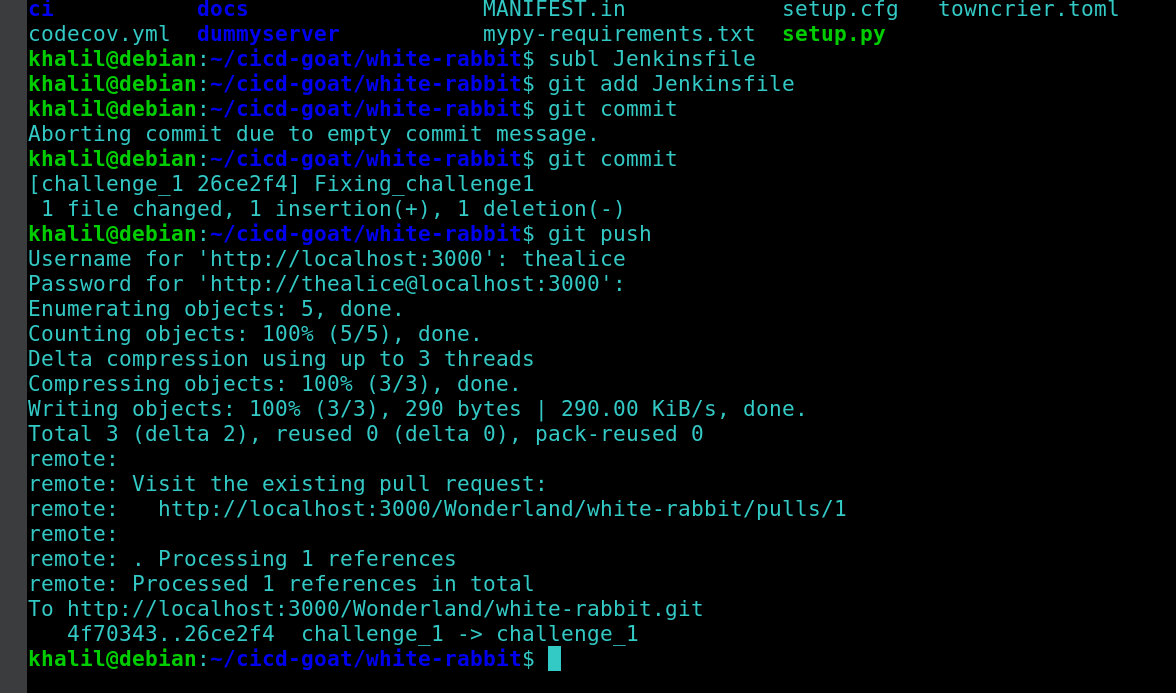 ci           docs                  MANIFEST.in            setup.cfg   towncrier.toml
codecov.yml  dummyserver           mypy-requirements.txt  setup.py
khalil@debian:~/cicd-goat/white-rabbit$ subl Jenkinsfile
khalil@debian:~/cicd-goat/white-rabbit$ git add Jenkinsfile
khalil@debian:~/cicd-goat/white-rabbit$ git commit
Aborting commit due to empty commit message.
khalil@debian:~/cicd-goat/white-rabbit$ git commit
[challenge_1 26ce2f4] Fixing_challenge1
 1 file changed, 1 insertion(+), 1 deletion(-)
khalil@debian:~/cicd-goat/white-rabbit$ git push
Username for 'http://localhost:3000': thealice
Password for 'http://thealice@localhost:3000':
Enumerating objects: 5, done.
Counting objects: 100% (5/5), done.
Delta compression using up to 3 threads
Compressing objects: 100% (3/3), done.
Writing objects: 100% (3/3), 290 bytes | 290.00 KiB/s, done.
Total 3 (delta 2), reused 0 (delta 0), pack-reused 0
remote:
remote: Visit the existing pull request:
remote:   http://localhost:3000/Wonderland/white-rabbit/pulls/1
remote:
remote: . Processing 1 references
remote: Processed 1 references in total
To http://localhost:3000/Wonderland/white-rabbit.git
   4f70343..26ce2f4  challenge_1 -> challenge_1
khalil@debian:~/cicd-goat/white-rabbit$